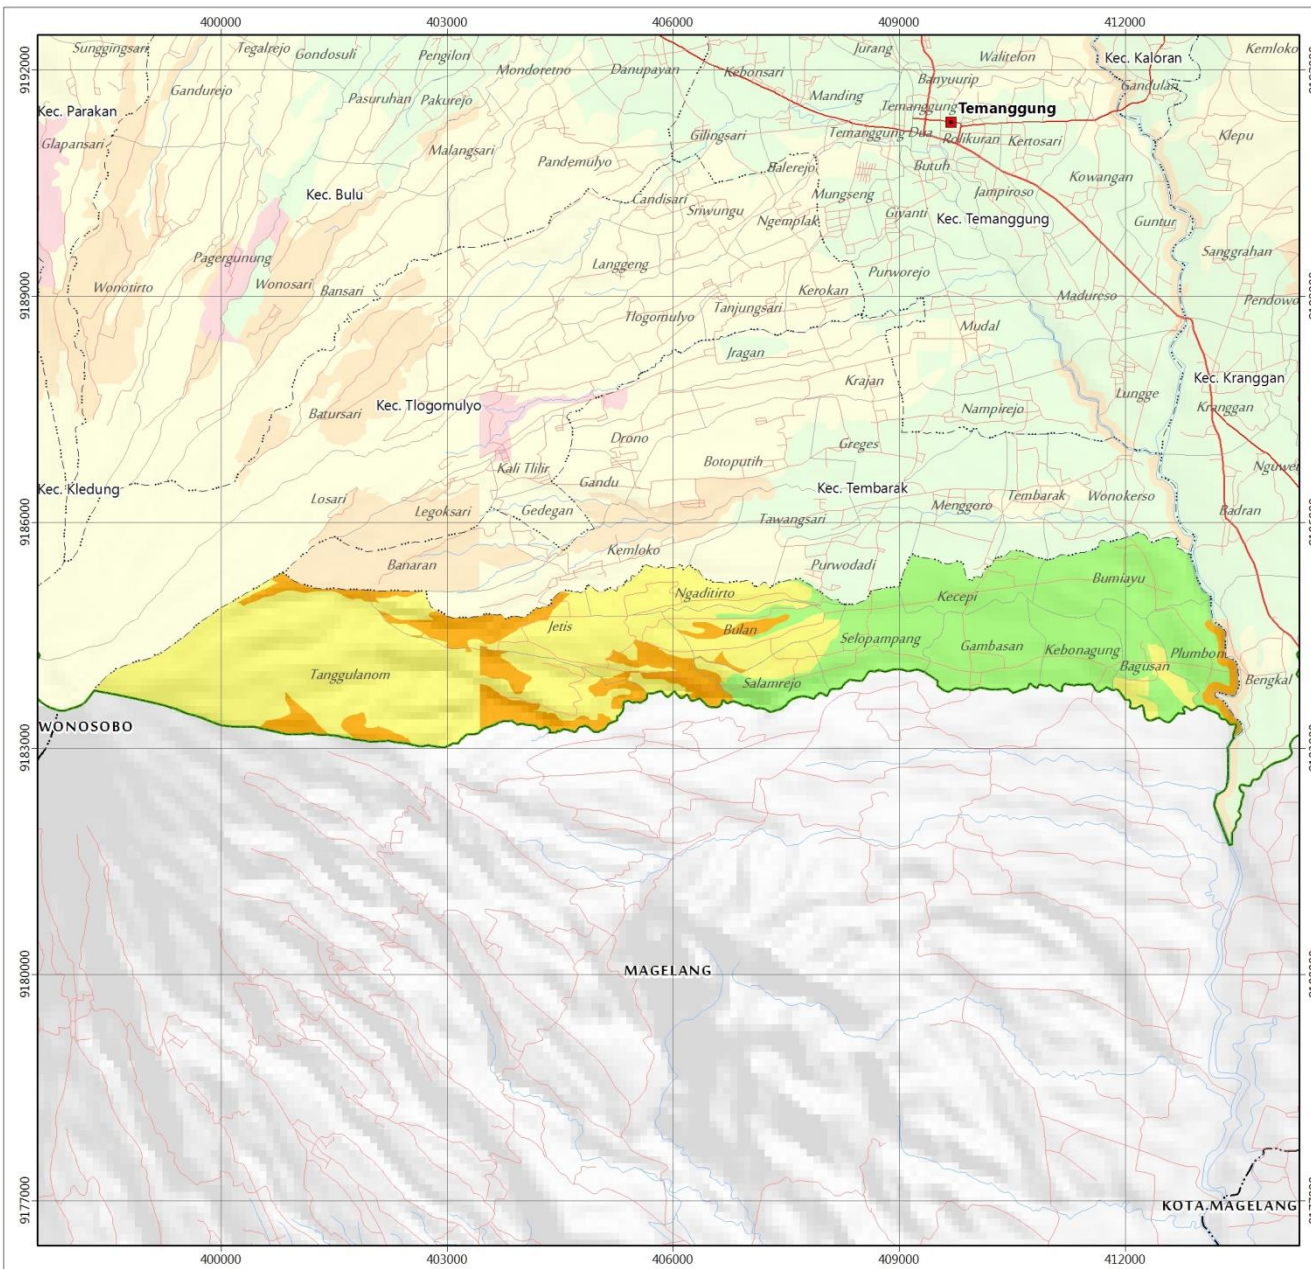 400000 403000 406000 409000 412000
Sunggingsari Tegalrejo Gondosuli Pengilon Mondoretno Danupayan Kebonsari Jurang Walitelon Kec. Kaloran Kemloko
9192000
Gandurejo Pasuruhan Pakurejo Manding Banyuurip Gandulan
Kec. Parakan Temanggung Temanggung
Glapansari Malangsari Pandemulyo Gilingsari Temanggung Dua Rolikuran Kertosari Klepu
Kec. Bulu Candisari Balerejo Mungseng Butuh Jampiroso Kowangan
Sriwungu Ngemplak Giyanti Kec. Temanggung Guntur
Pagergunung Wonosari Langgeng Purworejo Sanggrahan
Wonotirto Bansari Kerokan Madureso Pendowo
9189000
Tlogomulyo Tanjungsari Mudal
Jragan
Kec. Tlogomulyo Krajan Lungge Kec. Kranggan
Batursari Nampirejo Kranggan
Drono Greges
Kali Tlilir Botoputih
Kec. Kledung Gandu Kec. Tembarak
Losari Legoksari Gedegan Menggoro Tembarak Wonokerso Badran
9186000
Tawangsari
Kemloko
Banaran Purwodadi Bumiayu
Ngaditirto Kecepi
Jetis Bulan Selopampang Gambasan Kebonagung Plumbon
Tanggulanom Salamrejo Bagusan Bengkal
WONOSOBO
9183000
MAGELANG
9180000
KOTA MAGELANG
9177000
400000 403000 406000 409000 412000